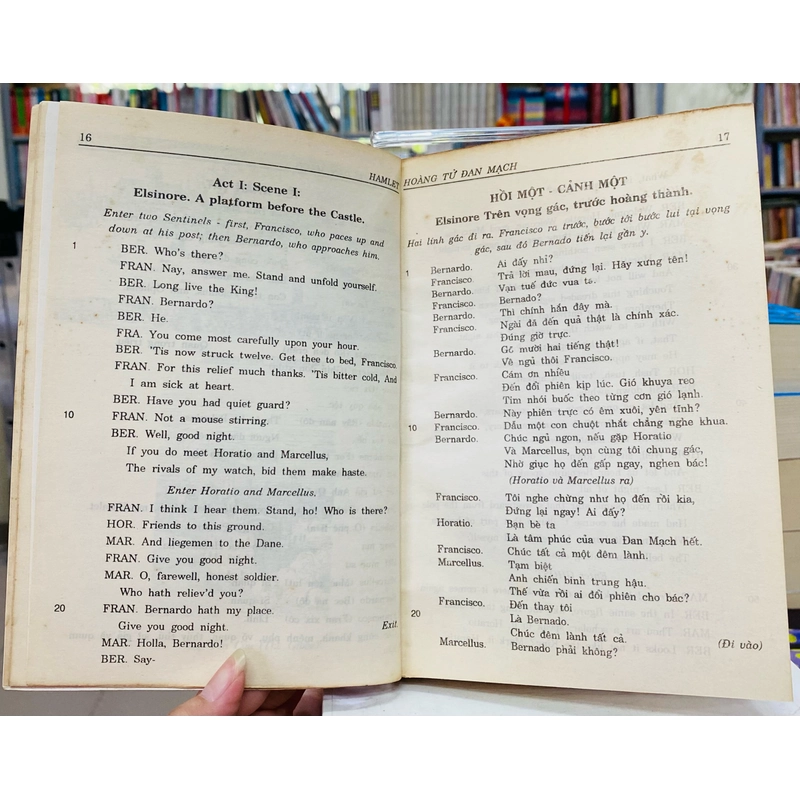 16
Act I: Scene I:
Elsinore. A platform before the Castle.
Enter two Sentinels - first, Francisco, who paces up and
down at his post; then Bernardo, who approaches him.
1 BER. Who's there?
FRAN. Nay, answer me. Stand and unfold yourself.
BER. Long live the King!
FRAN. Bernardo?
BER. He.
FRA. You come most carefully upon your hour.
BER. 'Tis now struck twelve. Get thee to bed, Francisco
FRAN. For this relief much thanks. 'Tis bitter cold, And
I am sick at heart.
BER. Have you had quiet guard?
10 FRAN. Not a mouse stirring.
BER. Well, good night.
If you do meet Horatio and Marcellus,
The rivals of my watch, bid them make haste.
Enter Horatio and Marcellus.
FRAN. I think I hear them. Stand, ho! Who is there?
HOR. Friends to this ground.
MAR. And liegemen to the Dane.
FRAN. Give you good night.
MAR. O, farewell, honest soldier.
Who hath reliev'd you?
20 FRAN. Bernardo hath my place.
Give you good night. Exit.
MAR. Holla, Bernardo!
BER. Say-
HAMLET HOÀNG TỬ ĐAN MẠCH 17
HỒI MỘT - CẢNH MỘT
Elsinore Trên vọng gác, trước hoàng thành.
Hai lính gác đi ra. Francisco ra trước, bước tới bước lui tại vọng
gác, sau đó Bernado tiến lại gần y.
1 Bernardo. Ai đấy nhỉ?
Francisco. Trả lời mau, đứng lại. Hãy xưng tên!
Bernardo. Vạn tuế đức vua ta.
Francisco. Bernado?
Bernardo. Thì chính hắn đây mà.
Francisco. Ngài đã đến quả thật là chính xác.
Đúng giờ trực.
Bernardo. Gõ mười hai tiếng thật!
Về ngủ thôi Francisco.
Francisco. Cám ơn nhiều
Đến đổi phiên kịp lúc. Gió khuya reo
Tim nhói buốc theo từng cơn gió lạnh.
Bernardo. Này phiên trực có êm xuôi, yên tĩnh?
10 Francisco. Dẫu một con chuột nhắt chẳng nghe khua.
Bernardo. Chúc ngủ ngon, nếu gặp Horatio
Và Marcellus, bọn cùng tôi chung gác,
Nhờ giục họ đến gấp ngay, nghen bác!
(Horatio và Marcellus ra)
Francisco. Tôi nghe chừng như họ đến rồi kia,
Đứng lại ngay! Ai đấy?
Horatio. Bạn bè ta
Là tâm phúc của vua Đan Mạch hết.
Francisco. Chúc tất cả một đêm lành.
Marcellus. Tạm biệt
Anh chiến binh trung hậu.
Thế vừa rồi ai đổi phiên cho bác?
Francisco. Đến thay tôi
20 Là Bernado.
Chúc đêm lành tất cả. (Đi vào)
Marcellus. Bernado phải không?